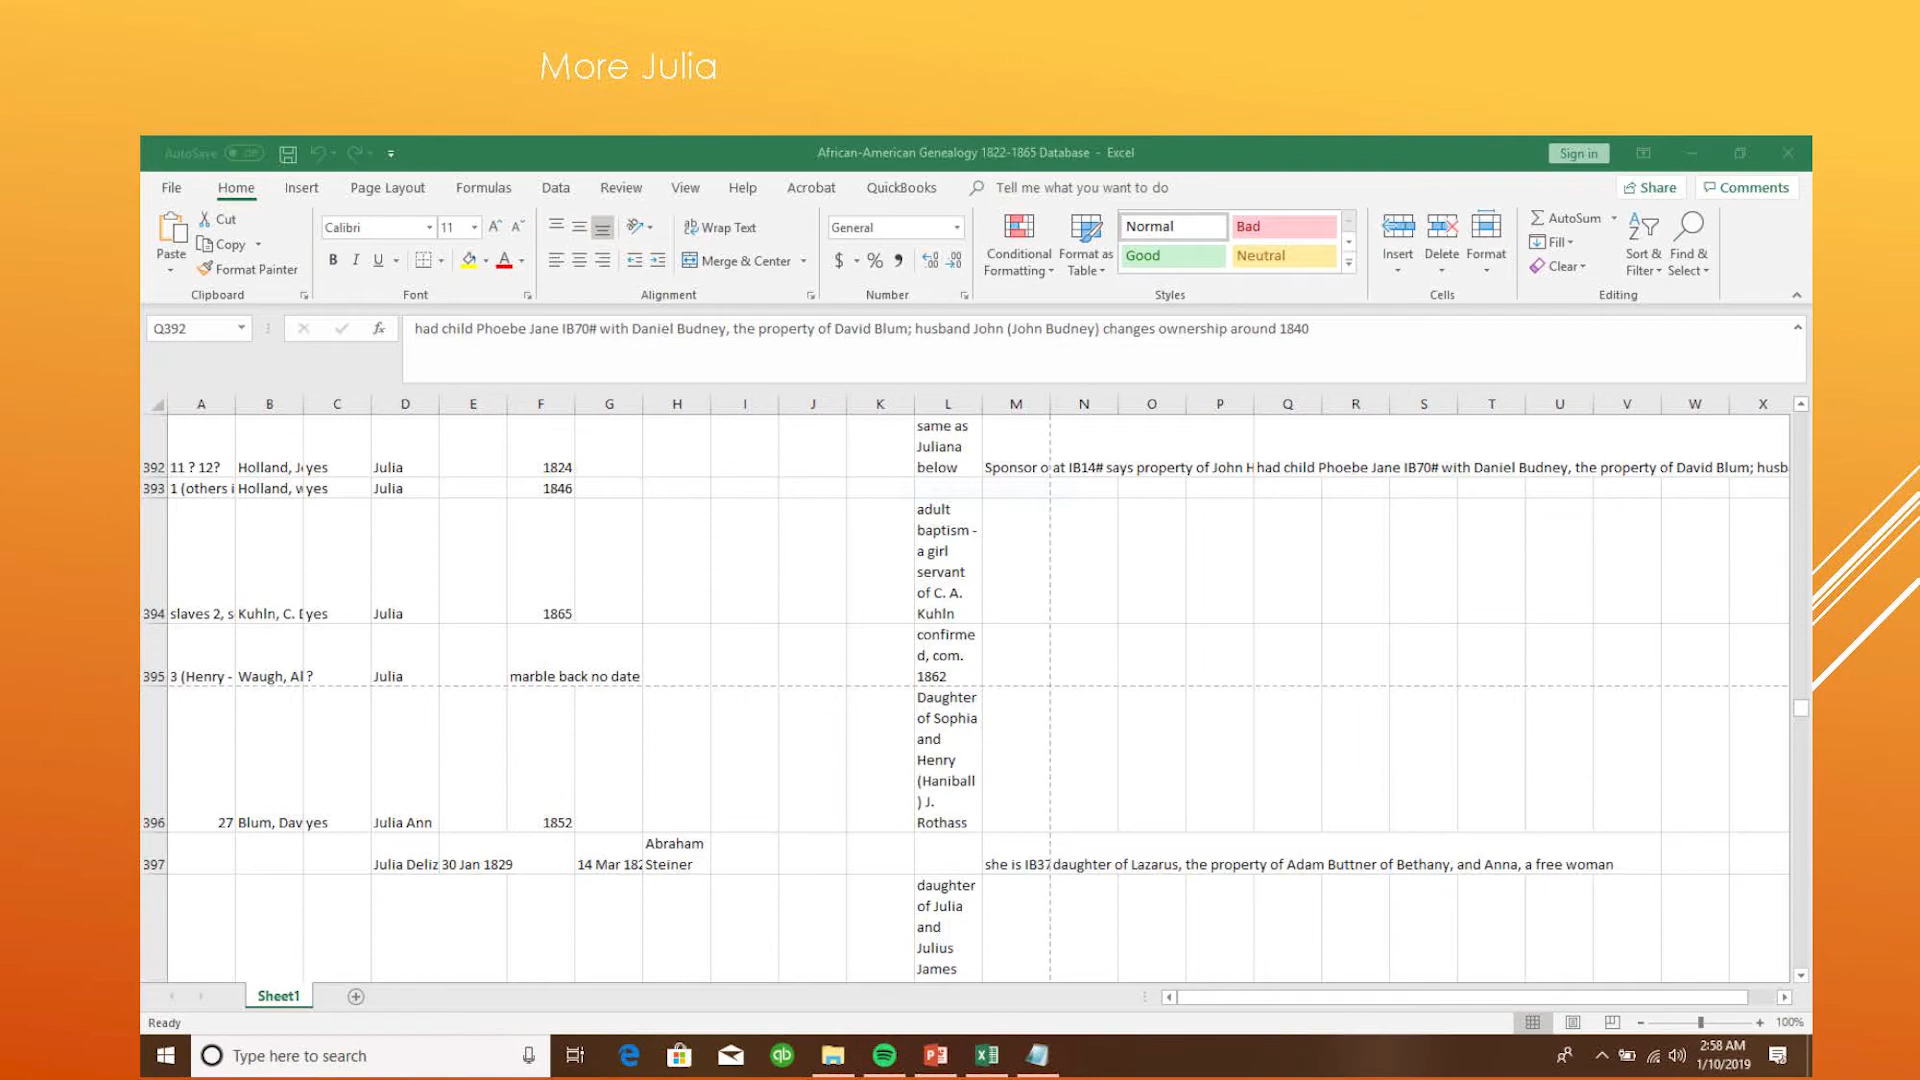 More Julia
AutoSave Off African-American Genealogy 1822-1865 Database - Excel Sign in
File Home Insert Page Layout Formulas Data Review View Help Acrobat QuickBooks Tell me what you want to do Share Comments
Paste Cut Copy Format Painter Clipboard
Calibri 11 A A B I U A Font
Wrap Text Merge & Center Alignment
General $ % , Number
Conditional Formatting Format as Table Normal Bad Good Neutral Styles
Insert Delete Format Cells
AutoSum Fill Clear Sort & Filter Find & Select Editing
Q392 fx had child Phoebe Jane IB70# with Daniel Budney, the property of David Blum; husband John (John Budney) changes ownership around 1840
A B C D E F G H I J K L M N O P Q R S T U V W X
392 11 ? 12? Holland, J yes Julia 1824 same as Juliana below Sponsor o at IB14# says property of John H had child Phoebe Jane IB70# with Daniel Budney, the property of David Blum; husb
393 1 (others i Holland, w yes Julia 1846
394 slaves 2, s Kuhln, C. yes Julia 1865 adult baptism - a girl servant of C. A. Kuhln
395 3 (Henry - Waugh, Al ? Julia marble back no date confirme d, com. 1862
396 27 Blum, Dav yes Julia Ann 1852 Daughter of Sophia and Henry (Haniball ) J. Rothass
397 Julia Deliz 30 Jan 1829 14 Mar 182 Abraham Steiner she is IB37 daughter of Lazarus, the property of Adam Buttner of Bethany, and Anna, a free woman
daughter of Julia and Julius James
Sheet1
Ready 100%
Type here to search qb 2:58 AM
1/10/2019